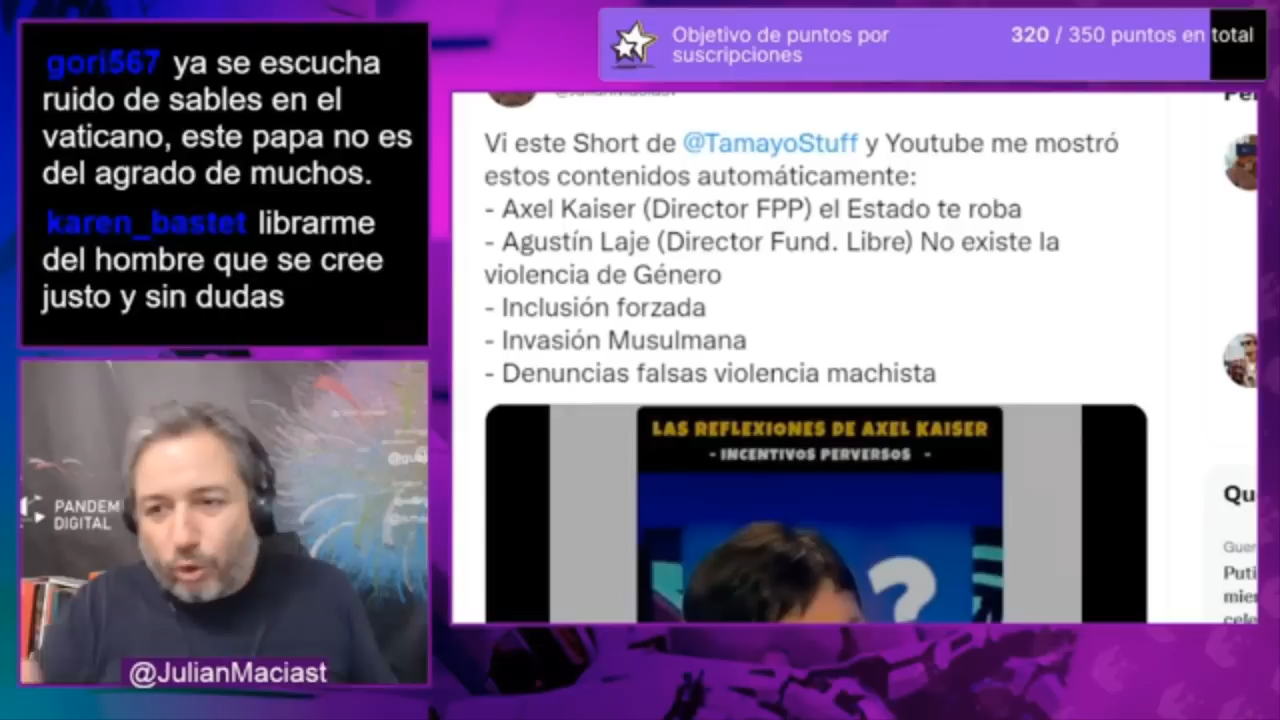 gori567 ya se escucha
ruido de sables en el
vaticano, este papa no es
del agrado de muchos.
karen_bastet librarme
del hombre que se cree
justo y sin dudas
Objetivo de puntos por
suscripciones
320 / 350 puntos en total
Vi este Short de @TamayoStuff y Youtube me mostró
estos contenidos automáticamente:
- Axel Kaiser (Director FPP) el Estado te roba
- Agustín Laje (Director Fund. Libre) No existe la
violencia de Género
- Inclusión forzada
- Invasión Musulmana
- Denuncias falsas violencia machista
LAS REFLEXIONES DE AXEL KAISER
- INCENTIVOS PERVERSOS -
?
Qu
Guer
Puti
mier
PANDEM
DIGITAL
@JulianMaciast